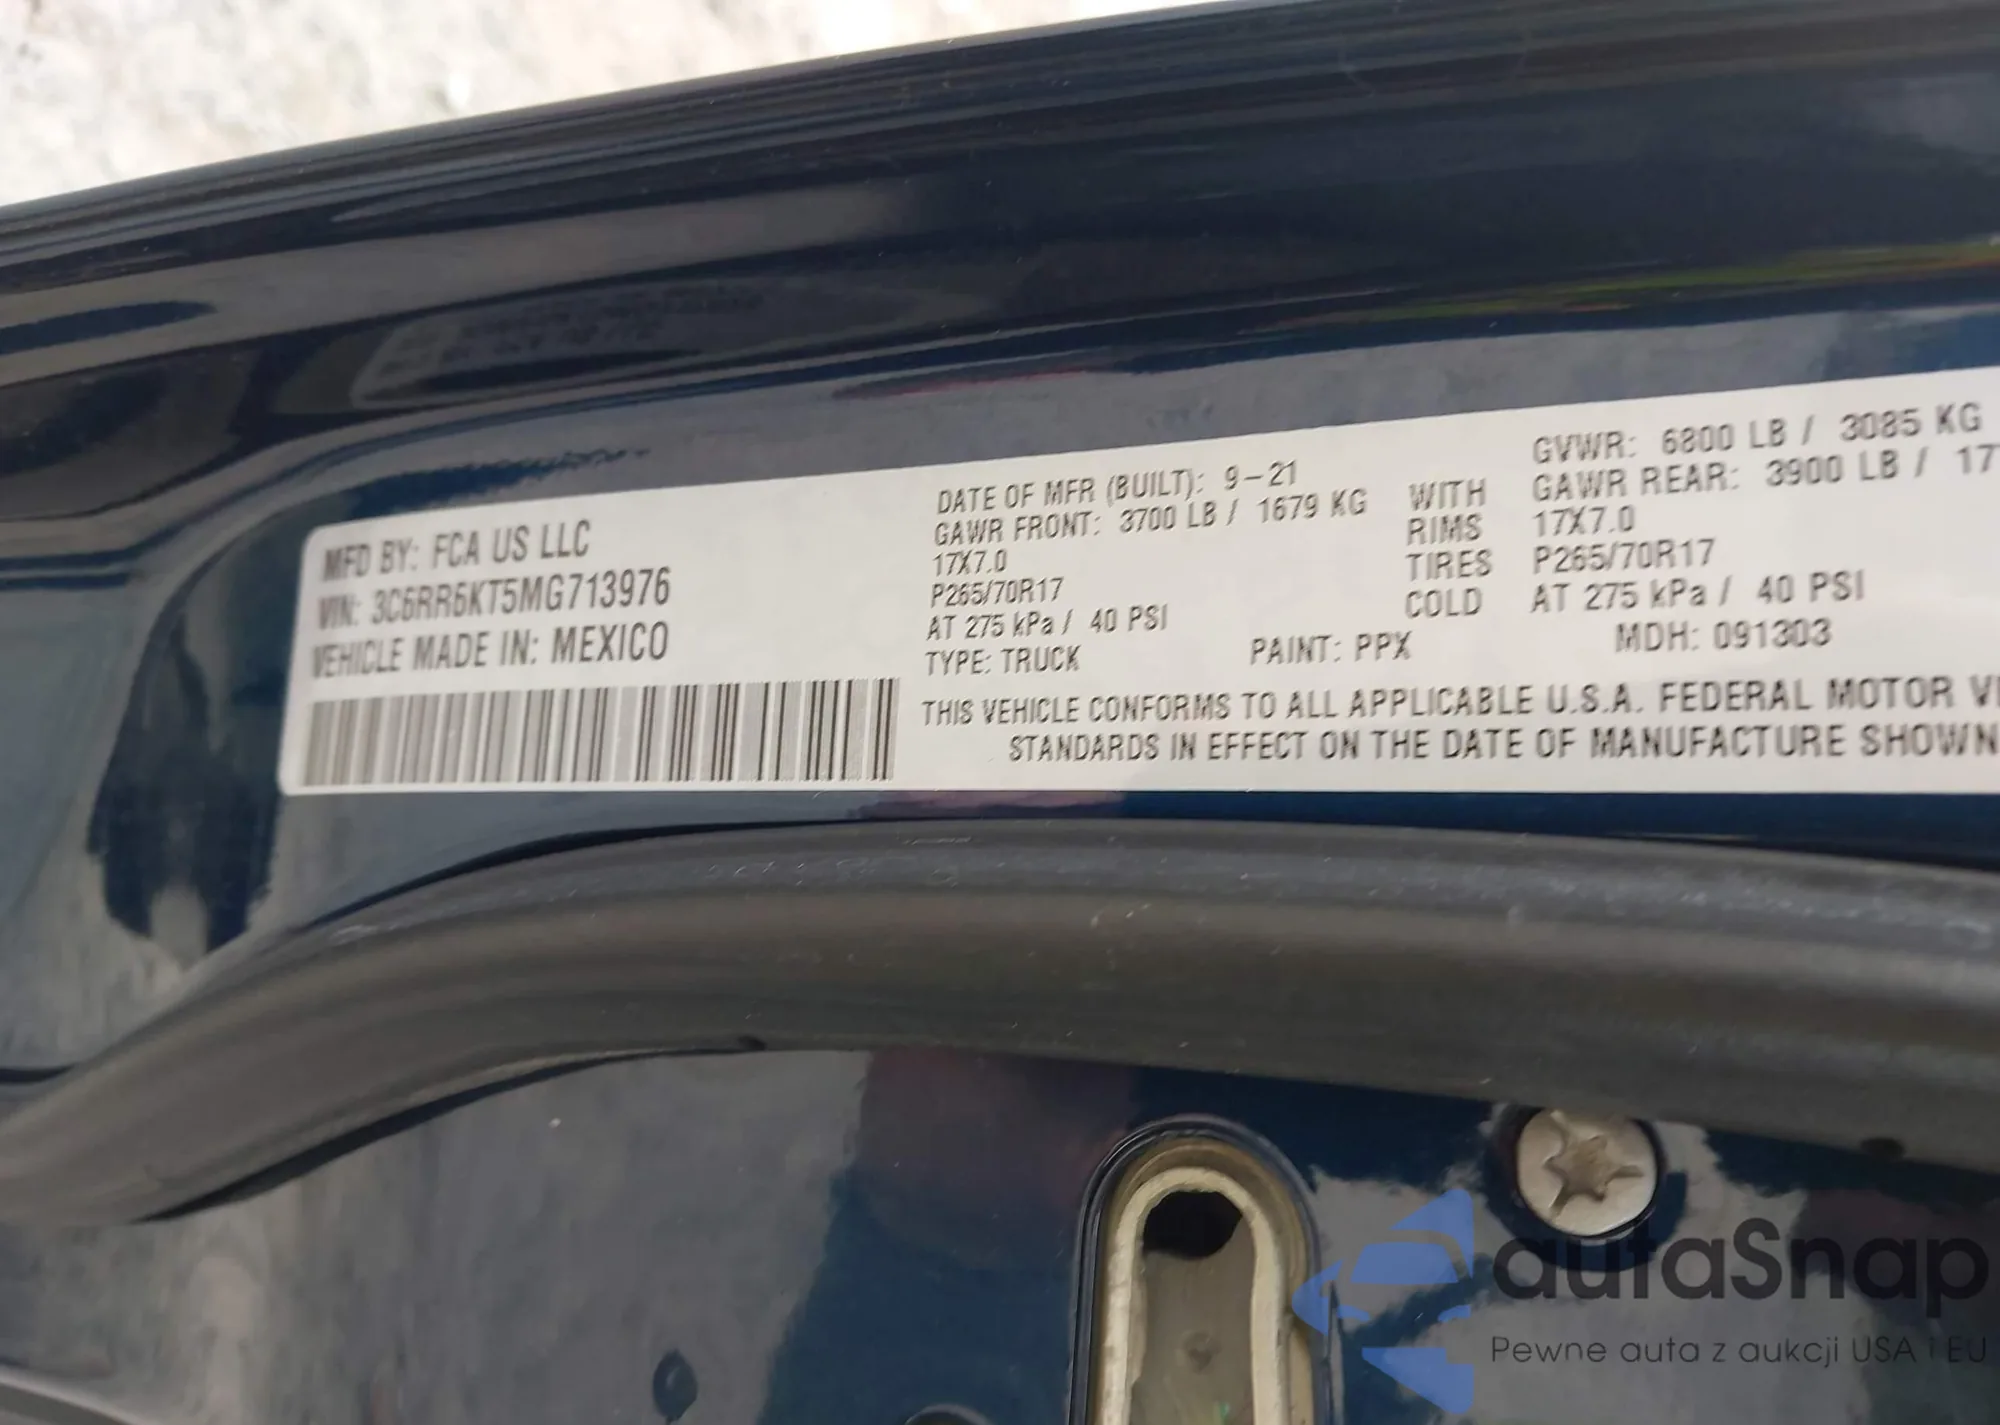 MFD BY: FCA US LLC
VIN: 3C6RR6KT5MG713976
VEHICLE MADE IN: MEXICO
DATE OF MFR (BUILT): 9-21
GAWR FRONT: 3700 LB / 1679 KG
17X7.0
P265/70R17
AT 275 kPa / 40 PSI
TYPE: TRUCK
PAINT: PPX
WITH
RIMS
TIRES
COLD
GVWR: 6800 LB / 3085 KG
GAWR REAR: 3900 LB / 17
17X7.0
P265/70R17
AT 275 kPa / 40 PSI
MDH: 091303
THIS VEHICLE CONFORMS TO ALL APPLICABLE U.S.A. FEDERAL MOTOR V
STANDARDS IN EFFECT ON THE DATE OF MANUFACTURE SHOWN
autaSnap
Pewne auta z aukcji USA i EU